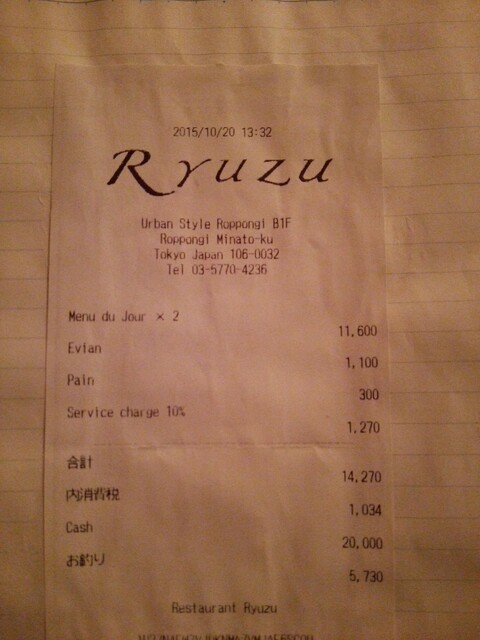 2015/10/20 13:32
Ryuzu
Urban Style Roppongi B1F
Roppongi Minato-ku
Tokyo Japan 106-0032
Tel 03-5770-4236
Menu du Jour × 2
11,600
Evian
1,100
Pain
300
Service charge 10%
1,270
合計
14,270
内消費税
1,034
Cash
20,000
お釣り
5,730
Restaurant Ryuzu